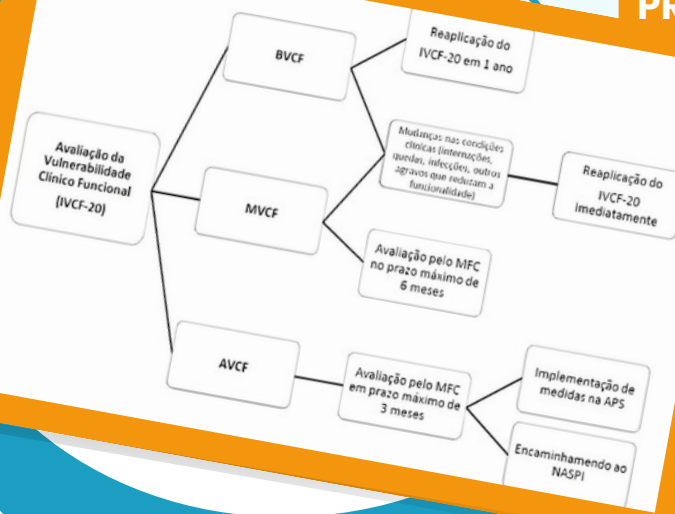 PR
Avaliação da
Vulnerabilidade
Clínico Funcional
(IVCF-20)
BVCF
Reaplicação do
IVCF-20 em 1 ano
Mudanças nas condições
clínicas (internações,
quedas, infecções, outros
agravos que reduzam a
funcionalidade)
Reaplicação do
IVCF-20
Imediatamente
MVCF
Avaliação pelo MFC
no prazo máximo de
6 meses
AVCF
Avaliação pelo MFC
em prazo máximo de
3 meses
Implementação de
medidas na APS
Encaminhamendo ao
NASPI